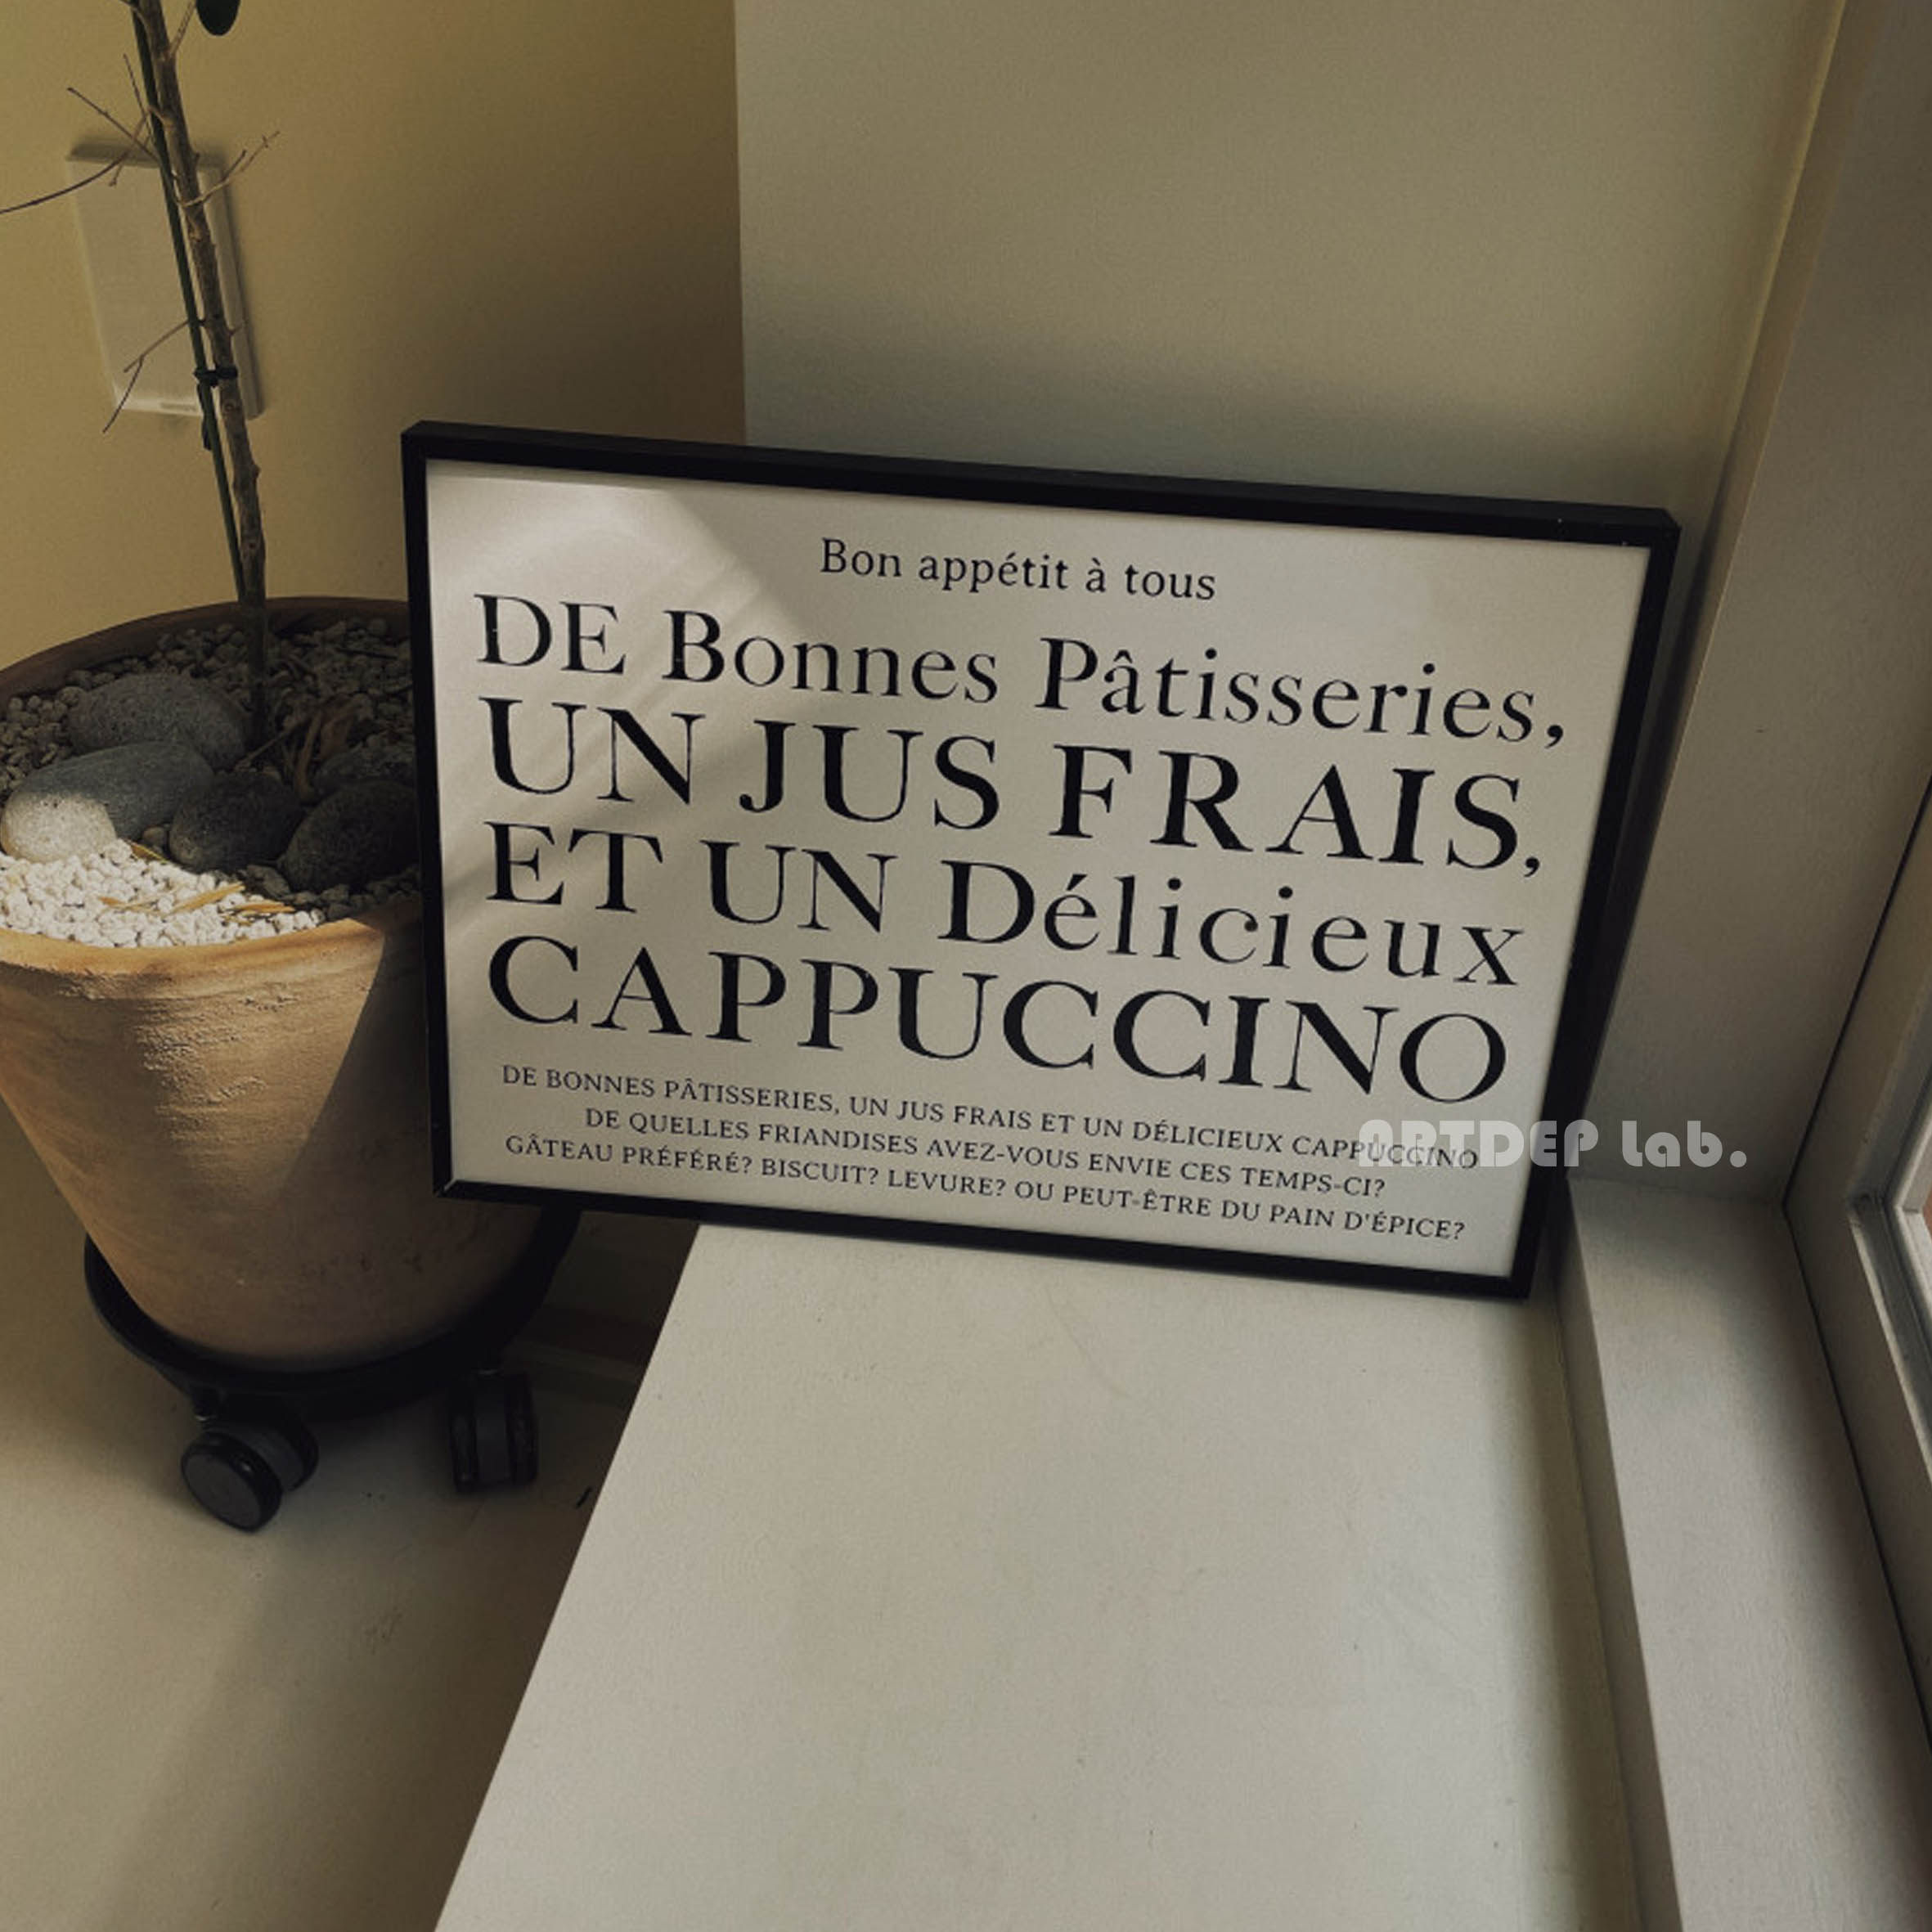 Bon appétit à tous
DE Bonnes Pâtisseries,
UN JUS FRAIS,
ET UN Délicieux
CAPPUCCINO
DE BONNES PÂTISSERIES, UN JUS FRAIS ET UN DÉLICIEUX CAPPUCCINO
DE QUELLES FRIANDISES AVEZ-VOUS ENVIE CES TEMPS-CI?
GÂTEAU PRÉFÉRÉ? BISCUIT? LEVURE? OU PEUT-ÊTRE DU PAIN D'ÉPICE?
ARTDEP Lab.